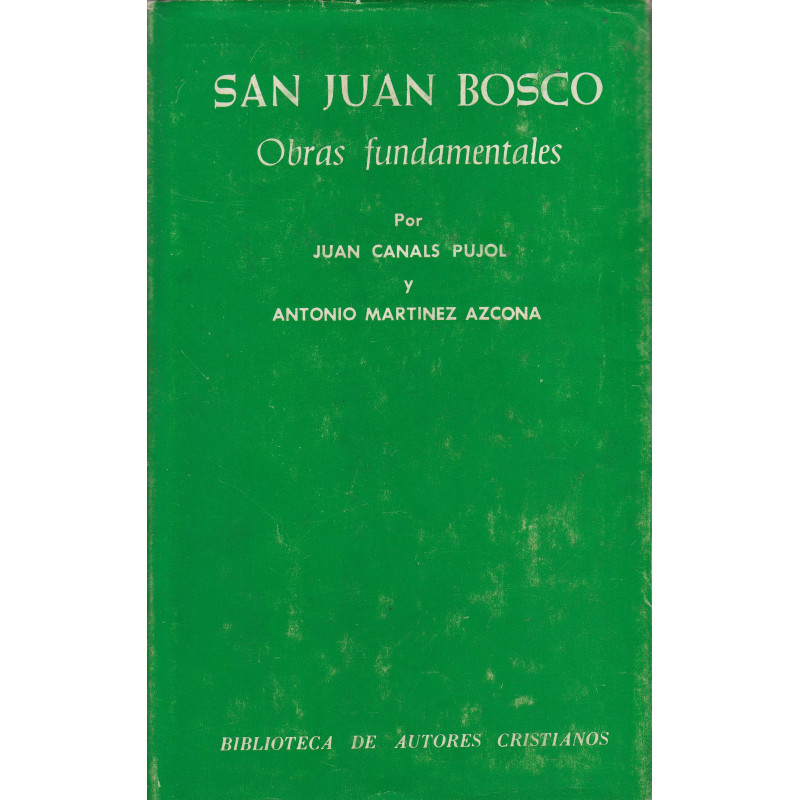 SAN JUAN BOSCO
Obras fundamentales
Por
JUAN CANALS PUJOL
y
ANTONIO MARTINEZ AZCONA
BIBLIOTECA DE AUTORES CRISTIANOS